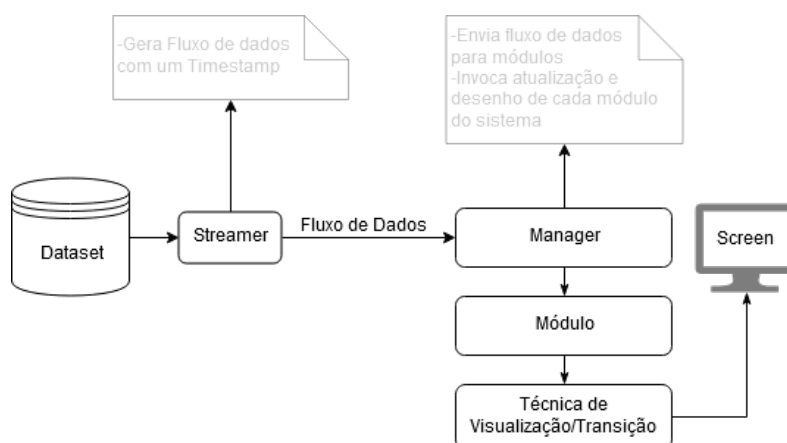 -Gera Fluxo de dados
com um Timestamp
-Envia fluxo de dados
para módulos
-Invoca atualização e
desenho de cada módulo
do sistema
Dataset
Streamer
Fluxo de Dados
Manager
Screen
Módulo
Técnica de
Visualização/Transição